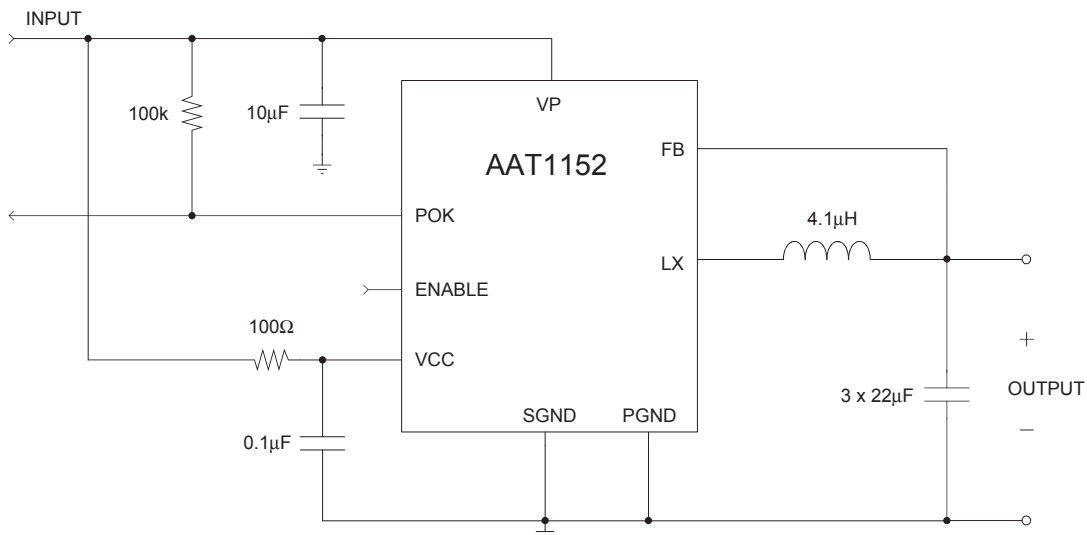 INPUT
VP
100k
10μF
FB
AAT1152
POK
4.1μH
LX
ENABLE
100Ω
VCC
+
3 x 22μF
OUTPUT
SGND
PGND
0.1μF
−